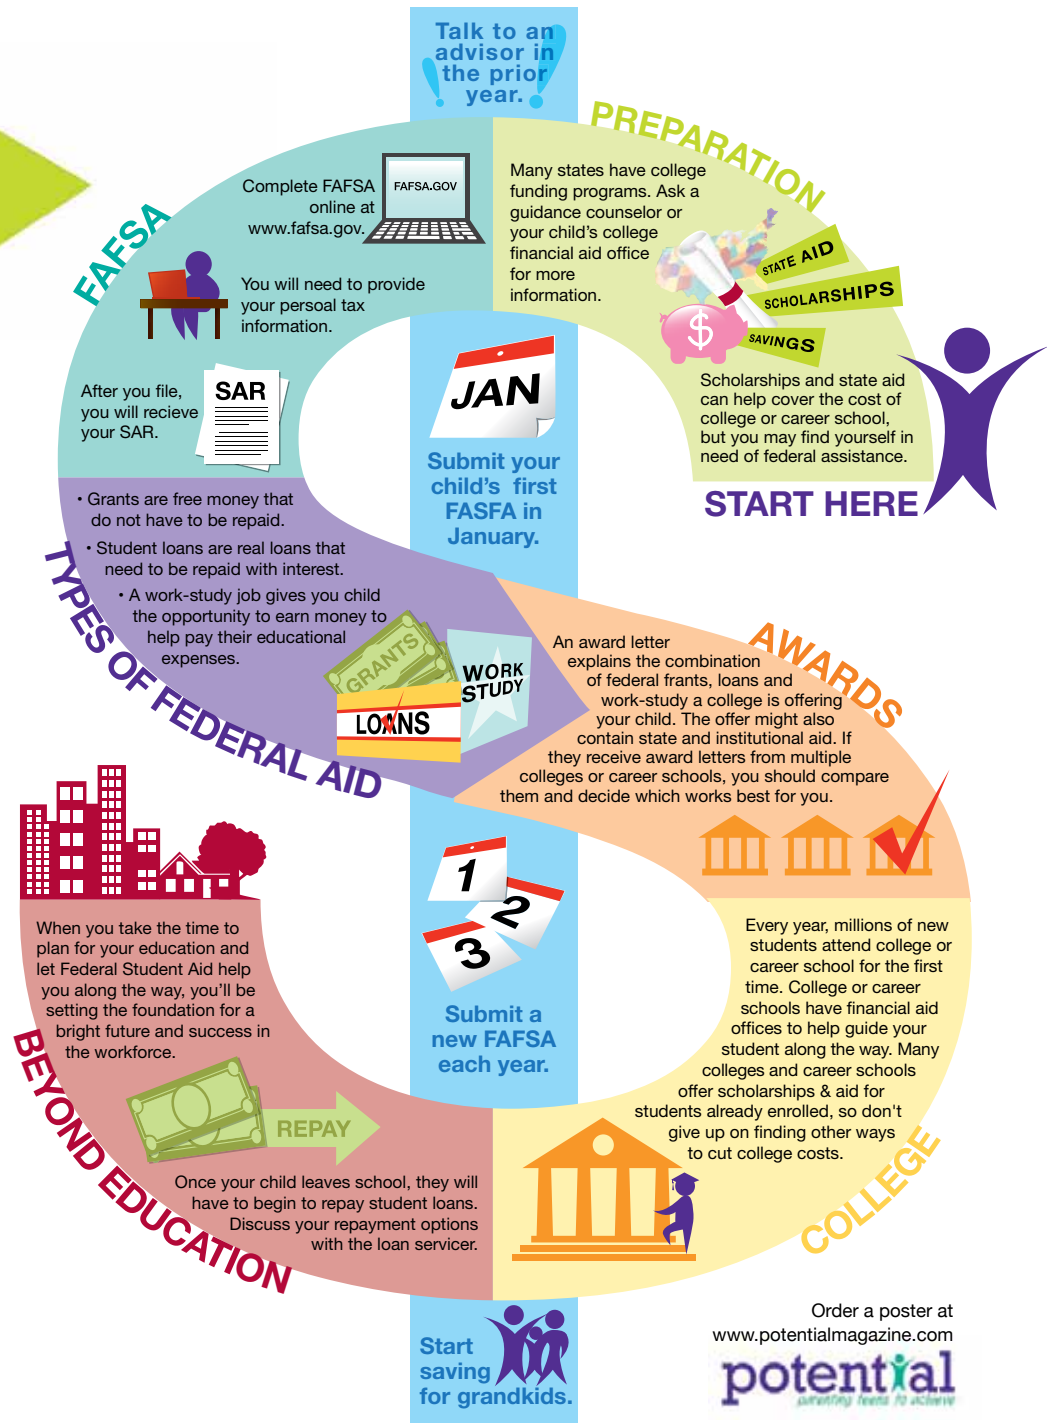 Talk to an
advisor in
the prior
year.
PREPARATION
Many states have college
funding programs. Ask a
guidance counselor or
your child's college
financial aid office
for more
information.
STATE AID
SCHOLARSHIPS
SAVINGS
$
Scholarships and state aid
can help cover the cost of
college or career school,
but you may find yourself in
need of federal assistance.
START HERE
FAFSA
Complete FAFSA
online at
www.fafsa.gov.
FAFSA.GOV
You will need to provide
your persoal tax
information.
After you file,
you will recieve
your SAR.
SAR
JAN
Submit your
child's first
FASFA in
January.
TYPES OF FEDERAL AID
• Grants are free money that
do not have to be repaid.
• Student loans are real loans that
need to be repaid with interest.
• A work-study job gives you child
the opportunity to earn money to
help pay their educational
expenses.
GRANTS
LOANS
WORK
STUDY
AWARDS
An award letter
explains the combination
of federal frants, loans and
work-study a college is offering
your child. The offer might also
contain state and institutional aid. If
they receive award letters from multiple
colleges or career schools, you should compare
them and decide which works best for you.
1
2
3
Submit a
new FAFSA
each year.
COLLEGE
Every year, millions of new
students attend college or
career school for the first
time. College or career
schools have financial aid
offices to help guide your
student along the way. Many
colleges and career schools
offer scholarships & aid for
students already enrolled, so don't
give up on finding other ways
to cut college costs.
BEYOND EDUCATION
When you take the time to
plan for your education and
let Federal Student Aid help
you along the way, you'll be
setting the foundation for a
bright future and success in
the workforce.
REPAY
Once your child leaves school, they will
have to begin to repay student loans.
Discuss your repayment options
with the loan servicer.
Start
saving
for grandkids.
Order a poster at
www.potentialmagazine.com
potential
parenting teens to achieve